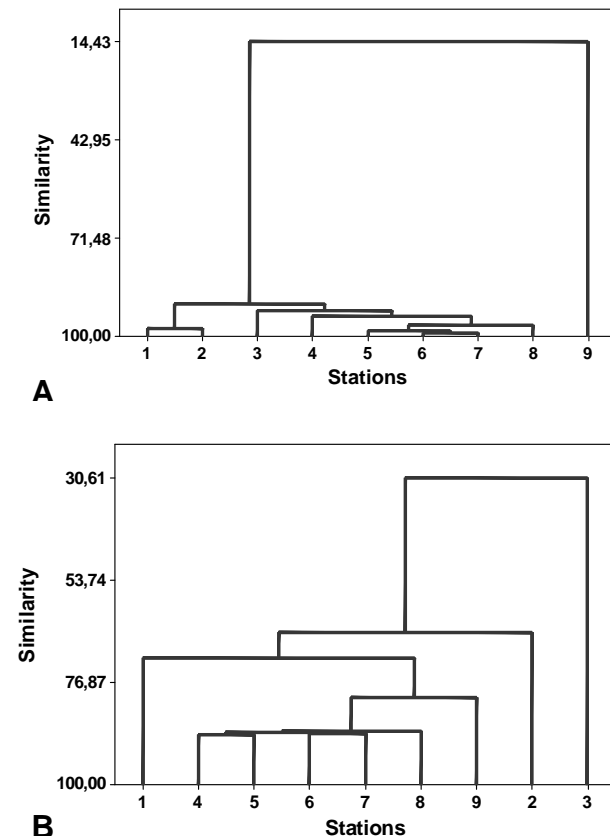 14,43
42,95
71,48
100,00
Similarity
1 2 3 4 5 6 7 8 9
Stations
A
30,61
53,74
76,87
100,00
Similarity
1 4 5 6 7 8 9 2 3
Stations
B